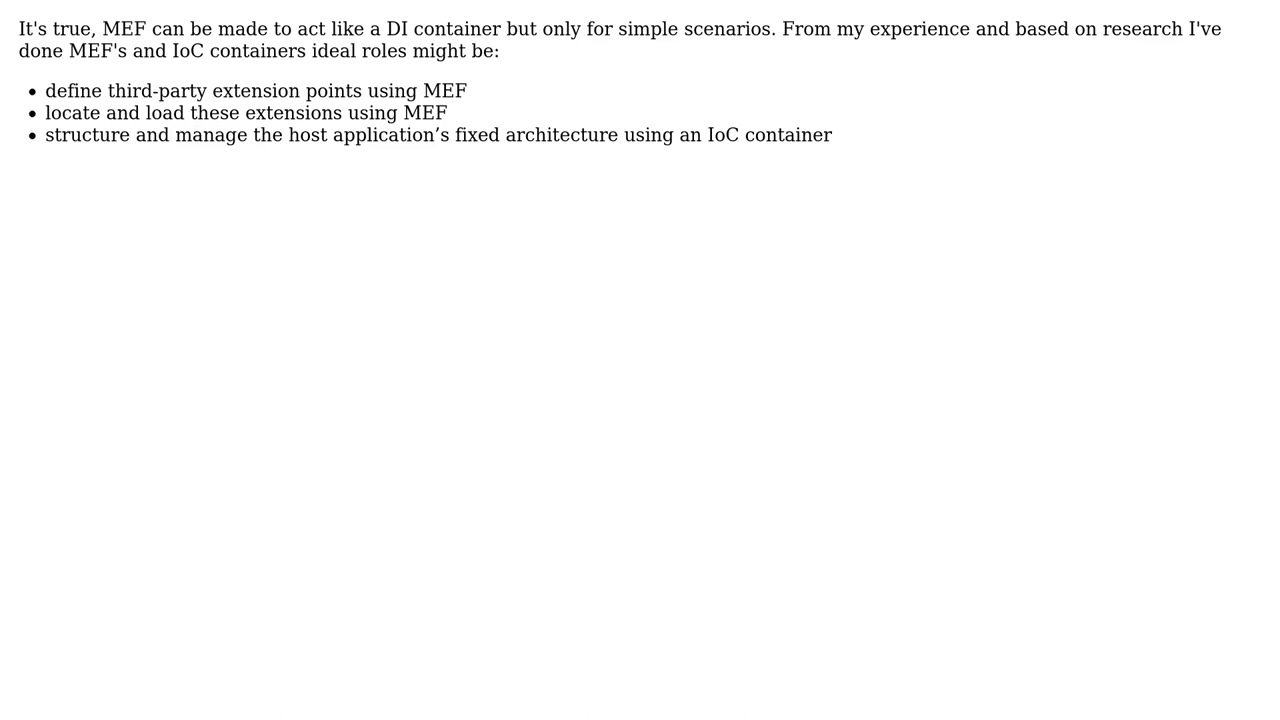 It's true, MEF can be made to act like a DI container but only for simple scenarios. From my experience and based on research I've
done MEF's and IoC containers ideal roles might be:
• define third-party extension points using MEF
• locate and load these extensions using MEF
• structure and manage the host application’s fixed architecture using an IoC container